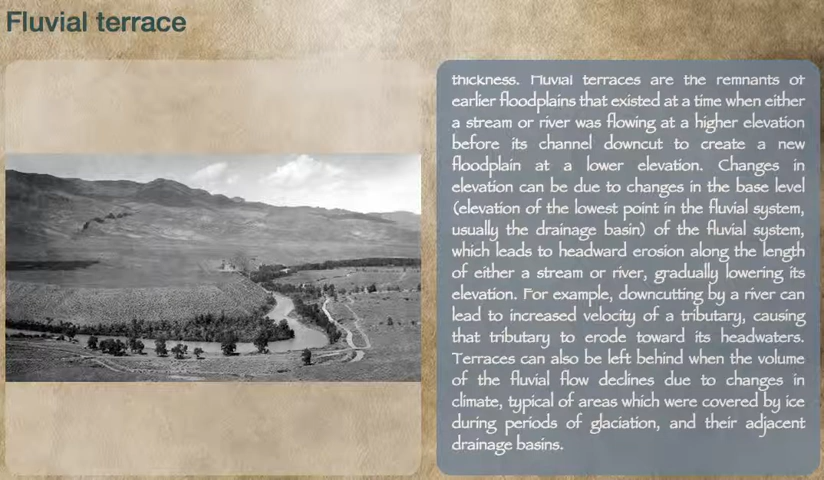 Fluvial terrace
thickness. Fluvial terraces are the remnants of
earlier floodplains that existed at a time when either
a stream or river was flowing at a higher elevation
before its channel downcut to create a new
floodplain at a lower elevation. Changes in
elevation can be due to changes in the base level
(elevation of the lowest point in the fluvial system,
usually the drainage basin) of the fluvial system,
which leads to headward erosion along the length
of either a stream or river, gradually lowering its
elevation. For example, downcutting by a river can
lead to increased velocity of a tributary, causing
that tributary to erode toward its headwaters.
Terraces can also be left behind when the volume
of the fluvial flow declines due to changes in
climate, typical of areas which were covered by ice
during periods of glaciation, and their adjacent
drainage basins.